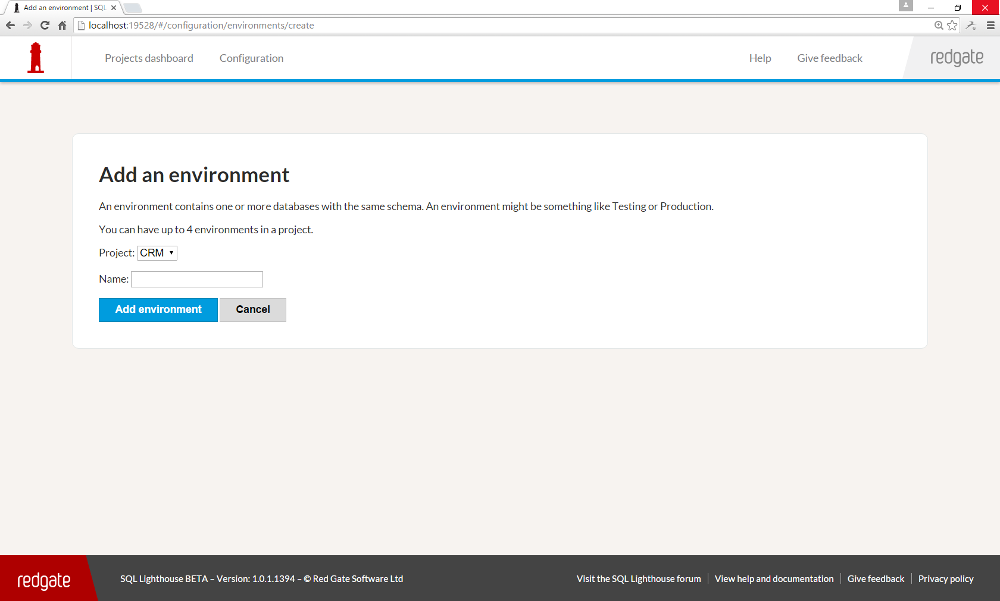 Add an environment | SQL
localhost:19528/#/configuration/environments/create
Projects dashboard Configuration Help Give feedback redgate
Add an environment
An environment contains one or more databases with the same schema. An environment might be something like Testing or Production.
You can have up to 4 environments in a project.
Project: CRM
Name:
Add environment Cancel
redgate SQL Lighthouse BETA – Version: 1.0.1.1394 – © Red Gate Software Ltd Visit the SQL Lighthouse forum View help and documentation Give feedback Privacy policy